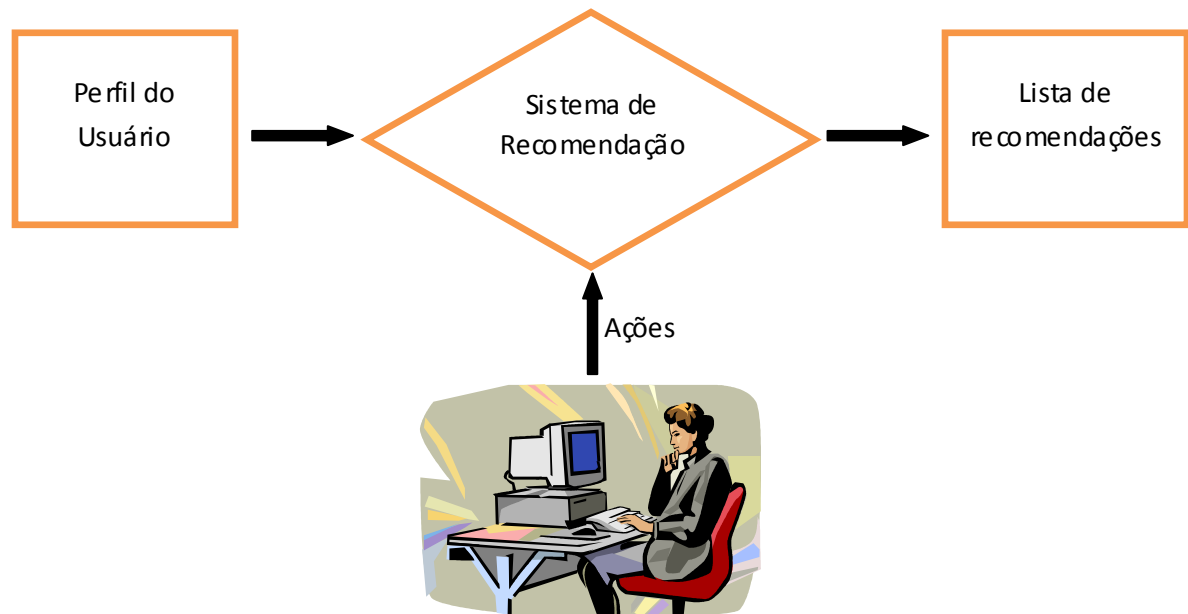 Perfil do
Usuário
Sistema de
Recomendação
Lista de
recomendações
Ações